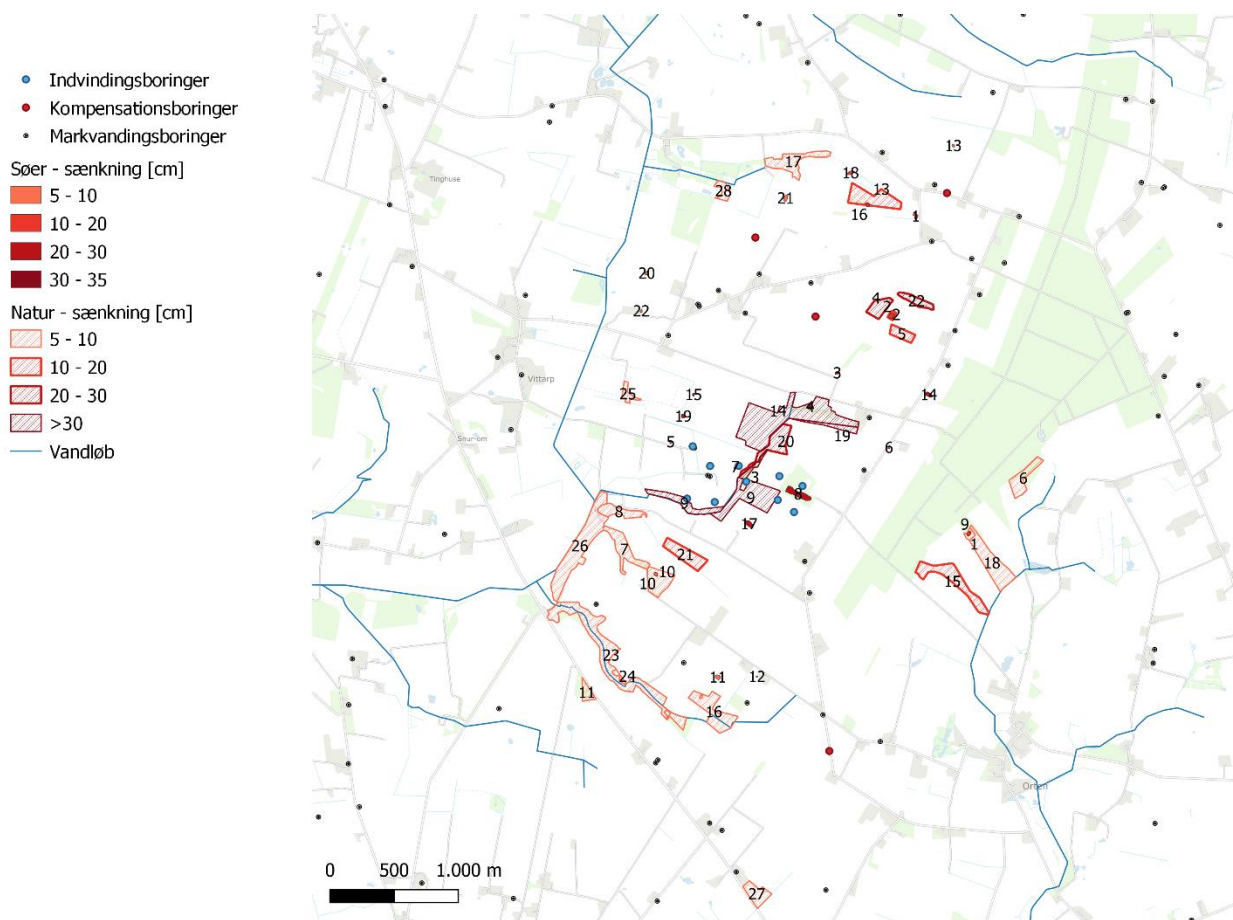 Indvindingsboringer
Kompensationsboringer
Markvandingsboringer
Søer - sænkning [cm]
5 - 10
10 - 20
20 - 30
30 - 35
Natur - sænkning [cm]
5 - 10
10 - 20
20 - 30
>30
Vandløb
13
17
18
13
Tinghuse
28
21
16
1
20
4
22
2
2
22
5
3
Vittarp
25
15
14
14
4
19
Snur-om
5
20
19
6
7
3
6
8
9
9
8
17
9
26
7
21
1
10
18
10
15
23
24
11
12
11
16
Orten
0 500 1.000 m
27